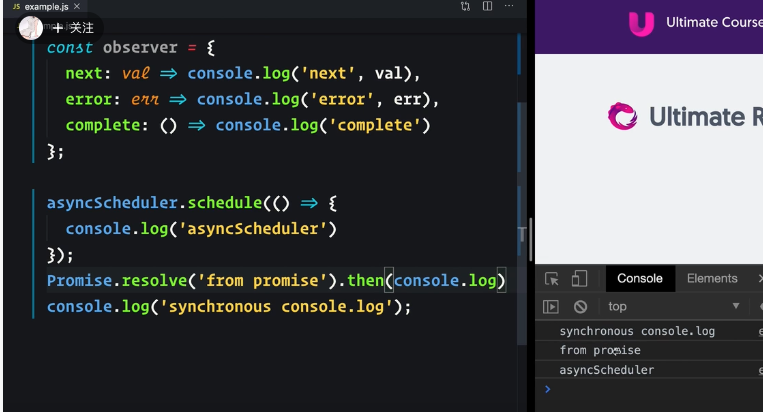 JS example.js ×
example.js
+ 关注
const observer = {
next: val => console.log('next', val),
error: err => console.log('error', err),
complete: () => console.log('complete')
};
asyncScheduler.schedule(() => {
console.log('asyncScheduler')
});
Promise.resolve('from promise').then(console.log)
console.log('synchronous console.log');
Ultimate Course
Ultimate R
Console
Elements
top
synchronous console.log
from promise
asyncScheduler